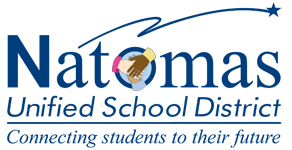 Natomas
Unified School District
Connecting students to their future